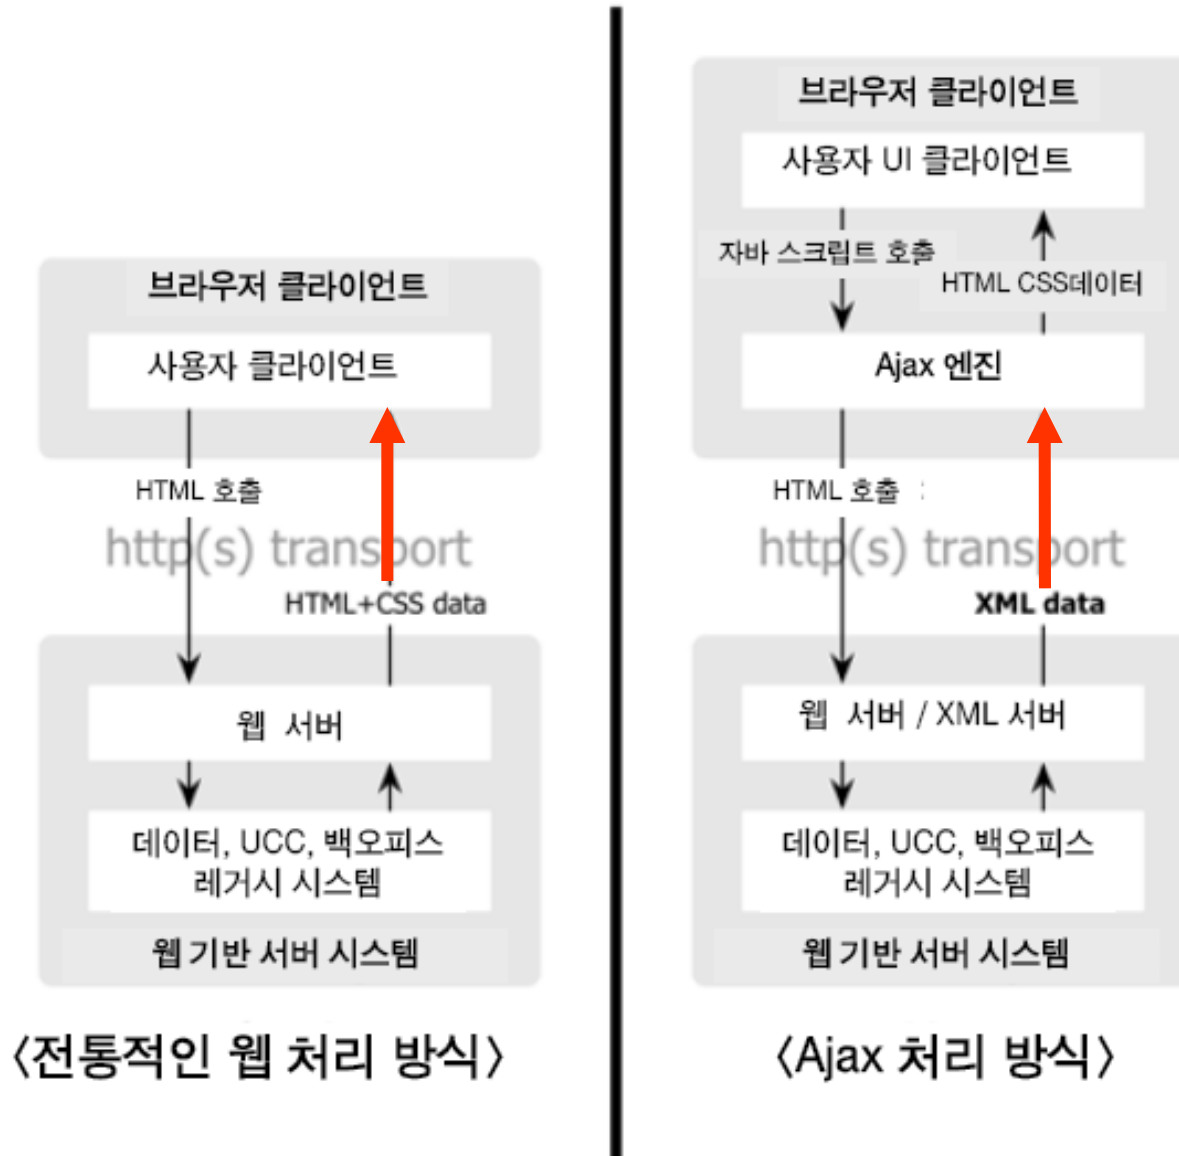 브라우저 클라이언트
사용자 클라이언트
HTML 호출
http(s) transport
HTML+CSS data
웹 서버
데이터, UCC, 백오피스
레거시 시스템
웹 기반 서버 시스템
〈전통적인 웹 처리 방식〉
브라우저 클라이언트
사용자 UI 클라이언트
자바 스크립트 호출
HTML CSS데이터
Ajax 엔진
HTML 호출
http(s) transport
XML data
웹 서버 / XML 서버
데이터, UCC, 백오피스
레거시 시스템
웹 기반 서버 시스템
〈Ajax 처리 방식〉